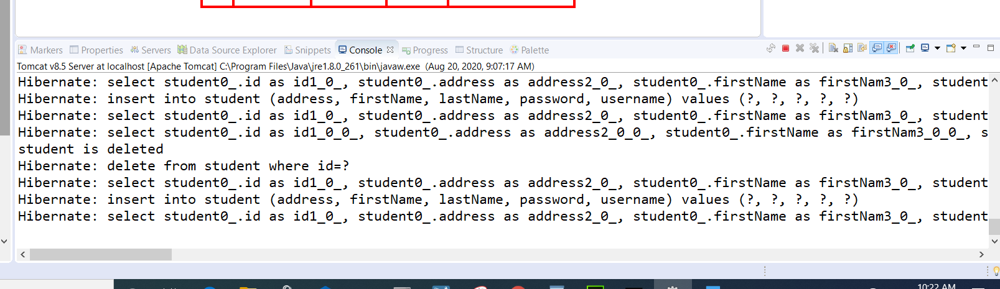 Markers Properties Servers Data Source Explorer Snippets Console Progress Structure Palette
Tomcat v8.5 Server at localhost [Apache Tomcat] C:\Program Files\Java\jre1.8.0_261\bin\javaw.exe (Aug 20, 2020, 9:07:17 AM)
Hibernate: select student0_.id as id1_0_, student0_.address as address2_0_, student0_.firstName as firstNam3_0_, student
Hibernate: insert into student (address, firstName, lastName, password, username) values (?, ?, ?, ?, ?)
Hibernate: select student0_.id as id1_0_, student0_.address as address2_0_, student0_.firstName as firstNam3_0_, student
Hibernate: select student0_.id as id1_0_0_, student0_.address as address2_0_0_, student0_.firstName as firstNam3_0_0_, s
student is deleted
Hibernate: delete from student where id=?
Hibernate: select student0_.id as id1_0_, student0_.address as address2_0_, student0_.firstName as firstNam3_0_, student
Hibernate: insert into student (address, firstName, lastName, password, username) values (?, ?, ?, ?, ?)
Hibernate: select student0_.id as id1_0_, student0_.address as address2_0_, student0_.firstName as firstNam3_0_, student
10:22 AM